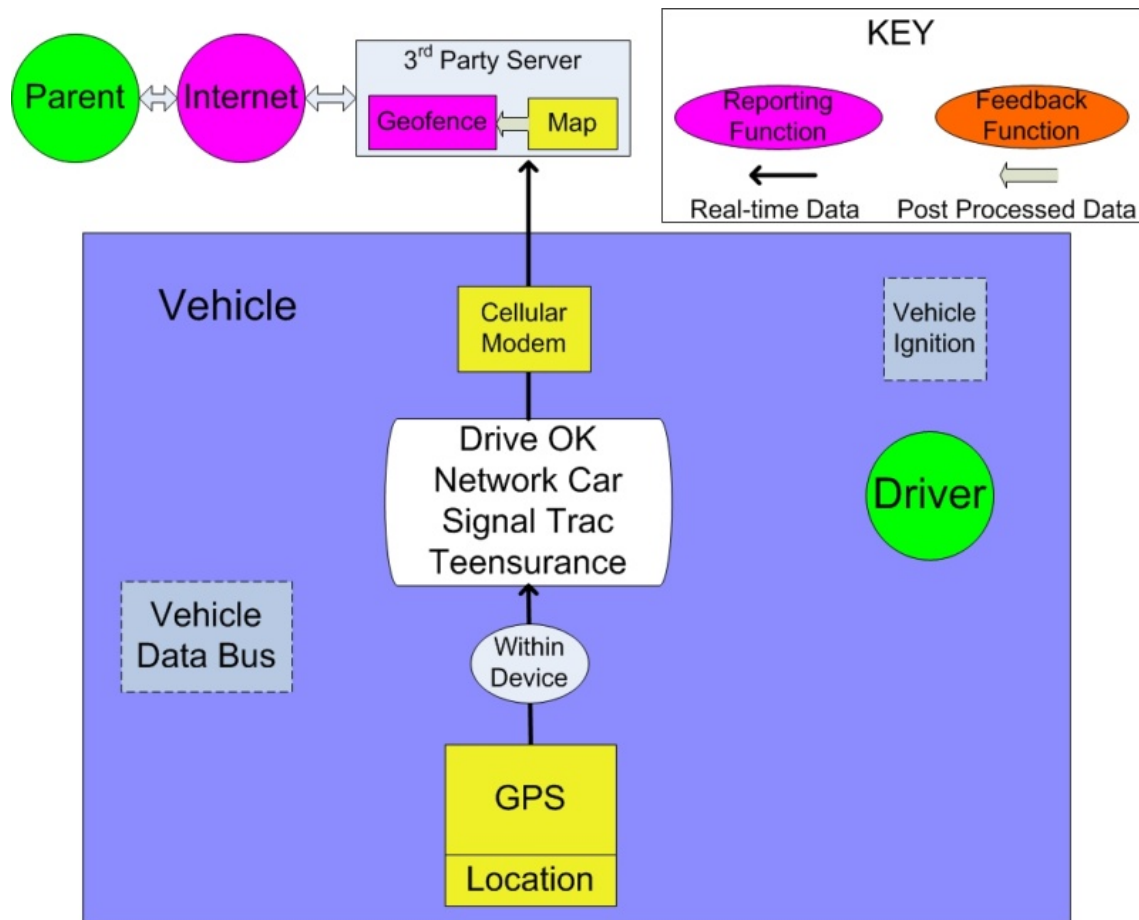 Parent
Internet
3rd Party Server
Geofence
Map
KEY
Reporting
Function
Feedback
Function
Real-time Data
Post Processed Data
Vehicle
Cellular
Modem
Vehicle
Ignition
Drive OK
Network Car
Signal Trac
Teensurance
Driver
Vehicle
Data Bus
Within
Device
GPS
Location